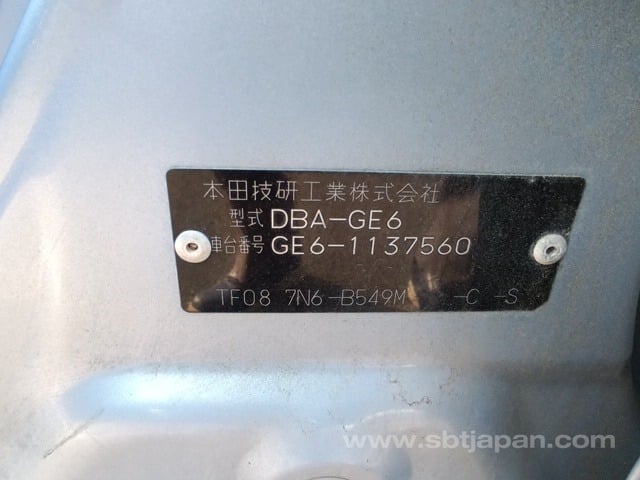 本田技研工業株式会社
型式 DBA-GE6
車台番号 GE6-1137560
TF08 7N6-B549M -C -S
www.sbtjapan.com